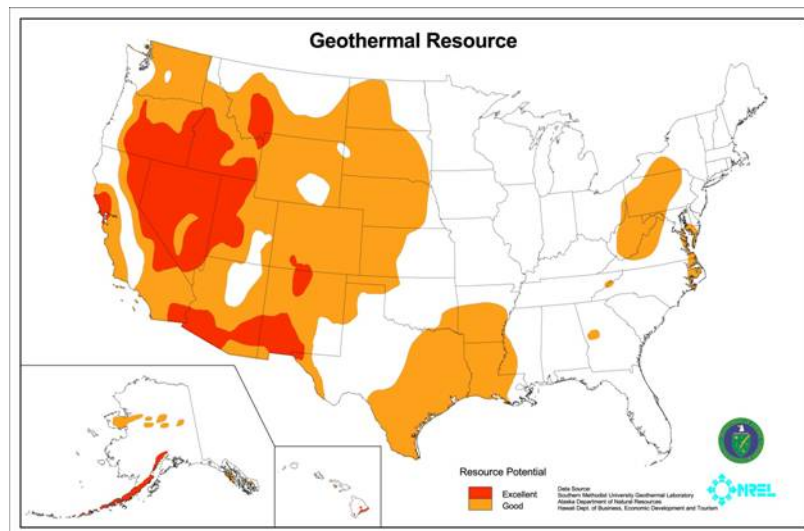 Geothermal Resource
Resource Potential
Excellent
Good
Data Source:
Southern Methodist University Geothermal Laboratory
Alaska Department of Natural Resources
Hawaii Dept. of Business, Economic Development and Tourism
NREL